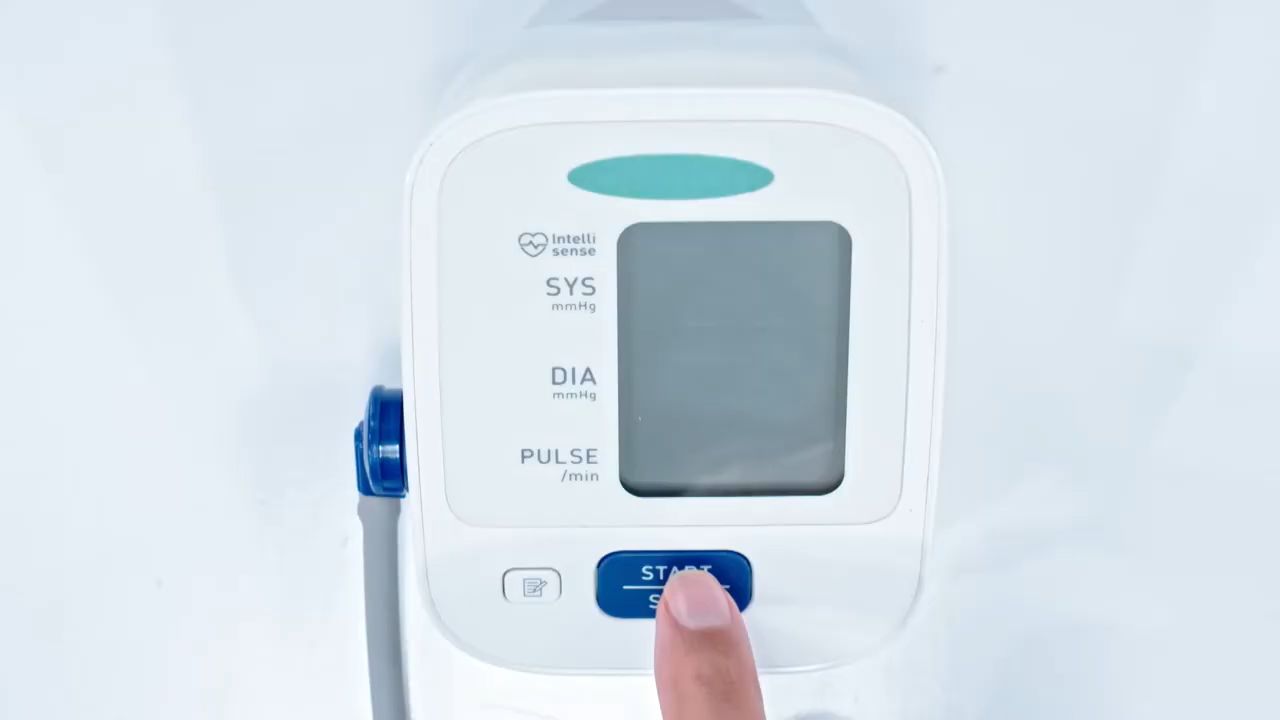 Intelli
sense
SYS
mmHg
DIA
mmHg
PULSE
/min
START